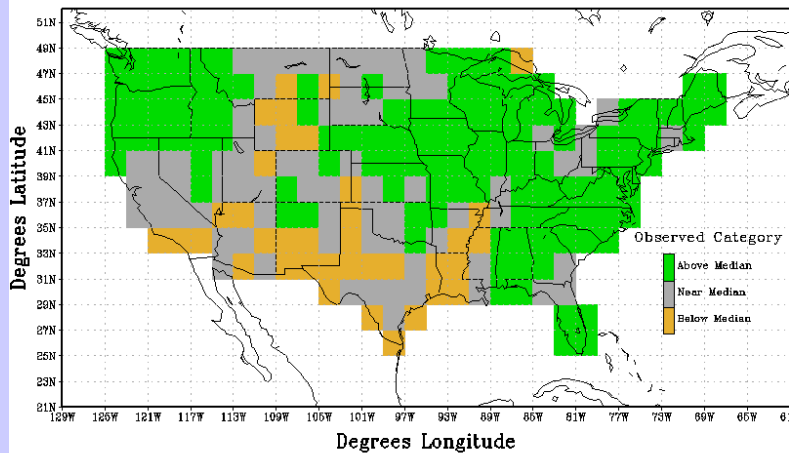 51N
49N
47N
45N
43N
41N
39N
37N
35N
33N
31N
29N
27N
25N
23N
21N
Degrees Latitude
Observed Category
Above Median
Near Median
Below Median
129W 125W 121W 117W 113W 109W 105W 101W 97W 93W 89W 85W 81W 77W 73W 69W 65W
Degrees Longitude